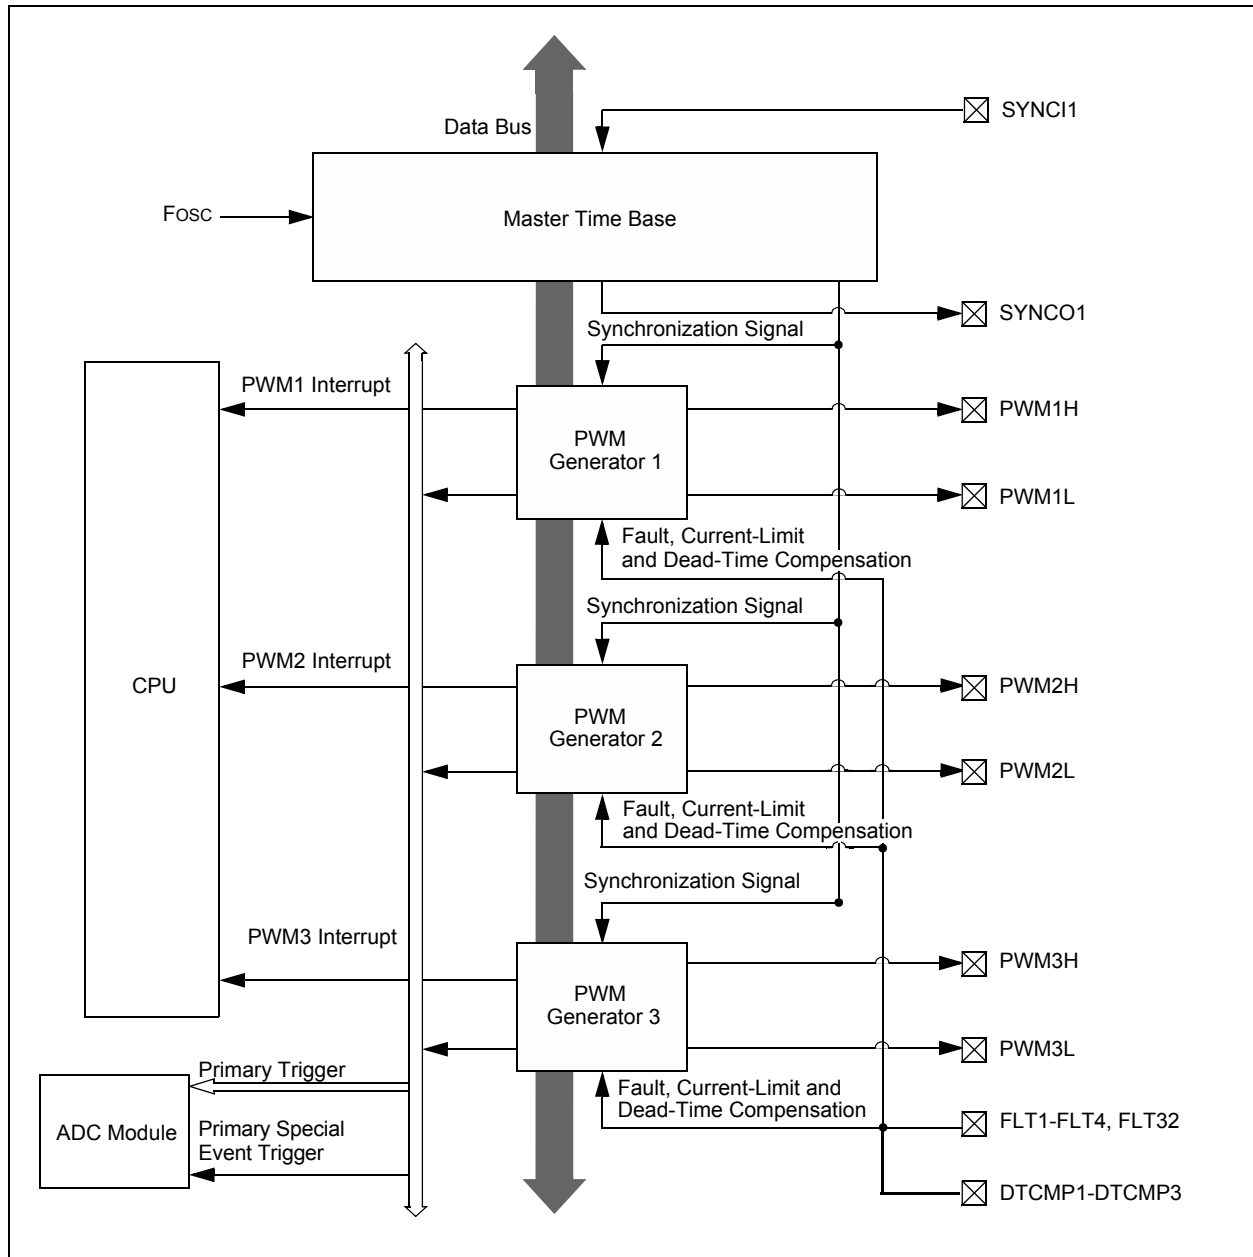 SYNCI1
Data Bus
FOSC
Master Time Base
SYNCO1
Synchronization Signal
PWM1 Interrupt
PWM1H
PWM
Generator 1
PWM1L
Fault, Current-Limit
and Dead-Time Compensation
Synchronization Signal
PWM2 Interrupt
CPU
PWM2H
PWM
Generator 2
PWM2L
Fault, Current-Limit
and Dead-Time Compensation
Synchronization Signal
PWM3 Interrupt
PWM3H
PWM
Generator 3
PWM3L
Primary Trigger
Fault, Current-Limit and
Dead-Time Compensation
FLT1-FLT4, FLT32
ADC Module
Primary Special
Event Trigger
DTCMP1-DTCMP3